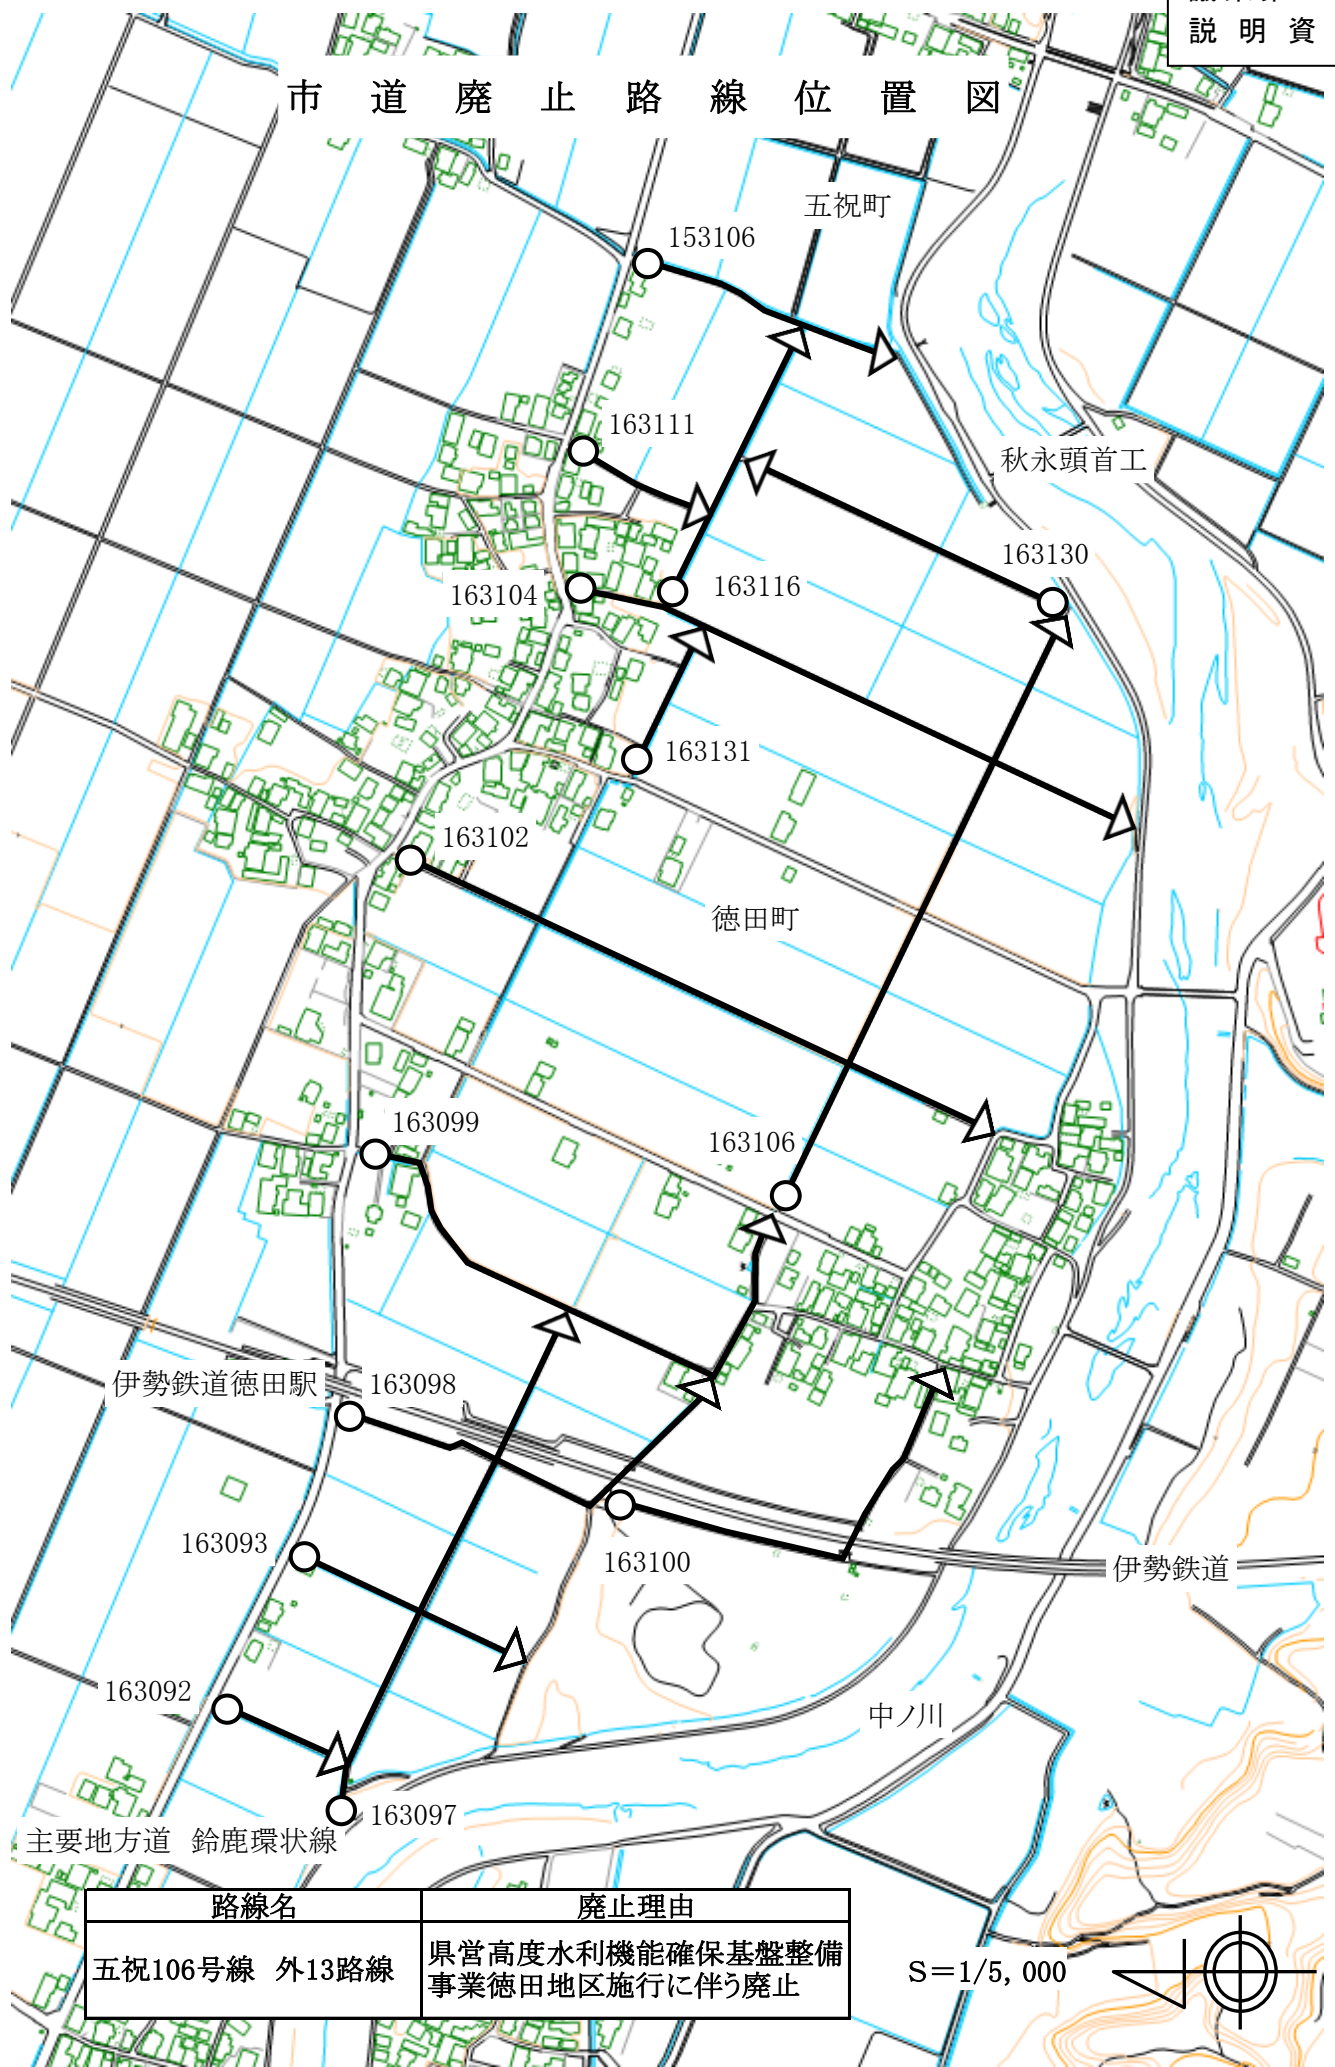 説 明 資
市 道 廃 止 路 線 位 置 図
五祝町
153106
163111
秋永頭首工
163130
163104
163116
163131
163102
徳田町
163099
163106
伊勢鉄道徳田駅
163098
163093
163100
伊勢鉄道
163092
中ノ川
163097
主要地方道 鈴鹿環状線
路線名 廃止理由
五祝106号線 外13路線
県営高度水利機能確保基盤整備
事業徳田地区施行に伴う廃止
S=1/5,000